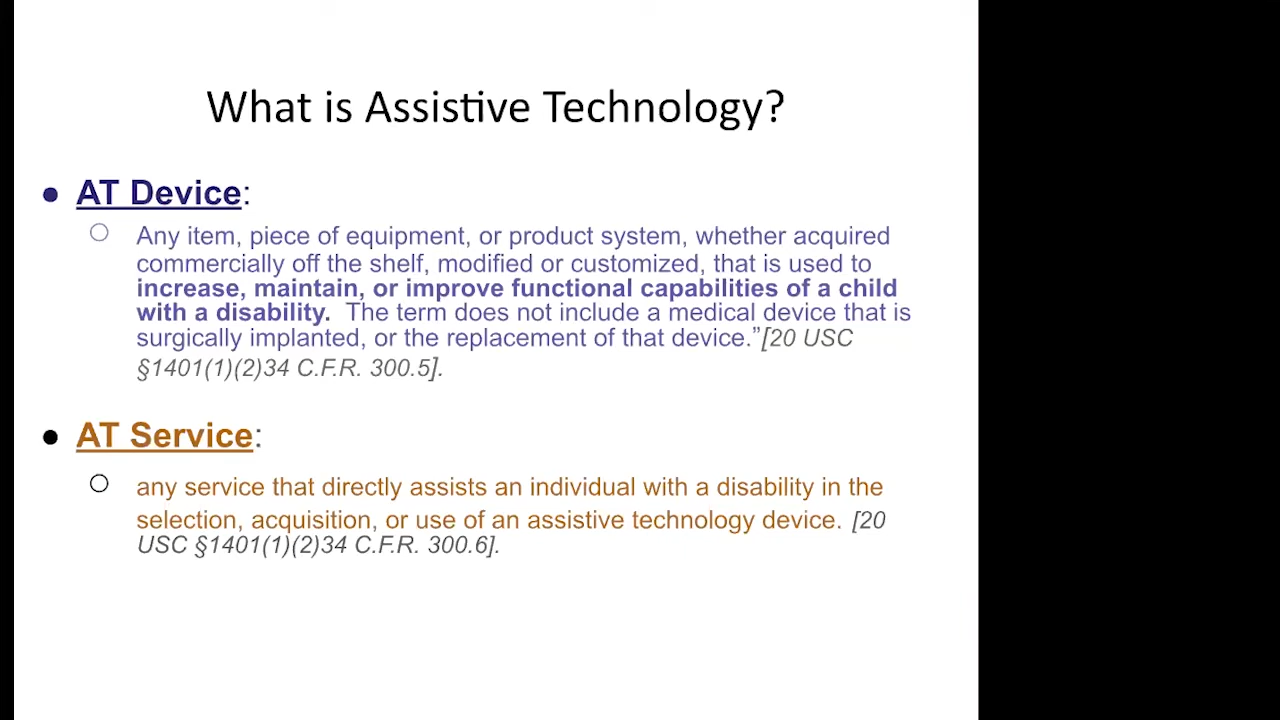 What is Assistive Technology?
● AT Device:
○ Any item, piece of equipment, or product system, whether acquired
commercially off the shelf, modified or customized, that is used to
increase, maintain, or improve functional capabilities of a child
with a disability.  The term does not include a medical device that is
surgically implanted, or the replacement of that device.”[20 USC
§1401(1)(2)34 C.F.R. 300.5].
● AT Service:
○ any service that directly assists an individual with a disability in the
selection, acquisition, or use of an assistive technology device. [20
USC §1401(1)(2)34 C.F.R. 300.6].